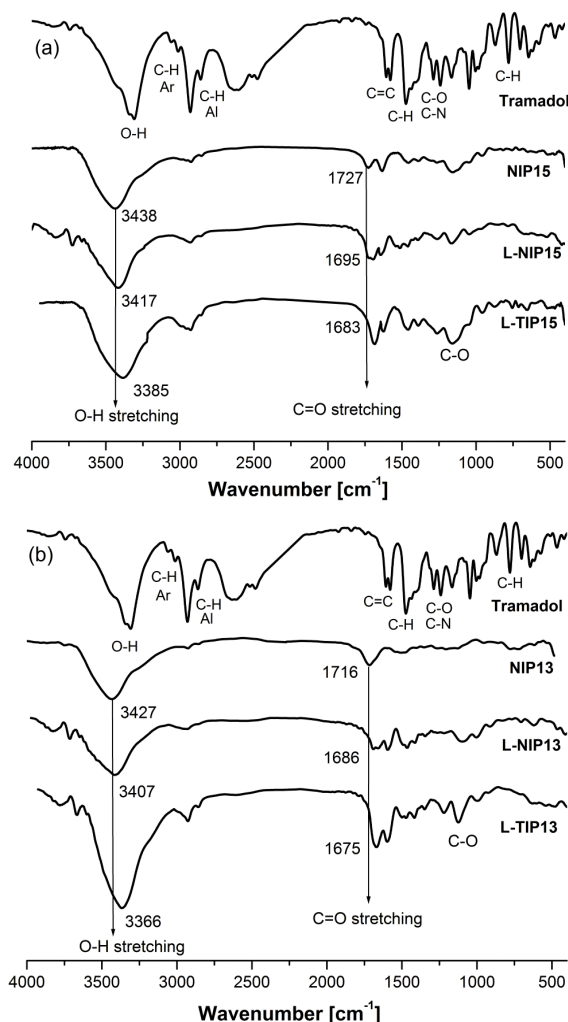 (a)
C-H
Ar
C-H
Al
O-H
C=C
C-H
C-O
C-N
C-H
Tramadol
NIP15
1727
3438
L-NIP15
1695
3417
L-TIP15
1683
C-O
3385
O-H stretching
C=O stretching
4000 3500 3000 2500 2000 1500 1000 500
Wavenumber [cm⁻¹]
(b)
C-H
Ar
C-H
Al
O-H
C=C
C-H
C-O
C-N
C-H
Tramadol
NIP13
1716
3427
L-NIP13
1686
3407
L-TIP13
1675
C-O
3366
O-H stretching
C=O stretching
4000 3500 3000 2500 2000 1500 1000 500
Wavenumber [cm⁻¹]